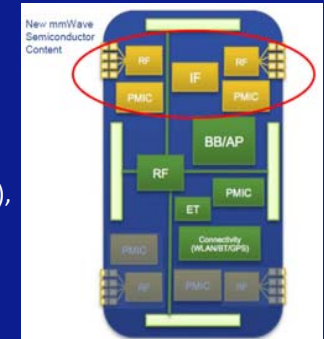 New mmWave
Semiconductor
Content
RF
IF
RF
PMIC
PMIC
BB/AP
RF
PMIC
ET
Connectivity
(WLAN/BT/GPS)
PMIC
RF
PMIC
RF
),